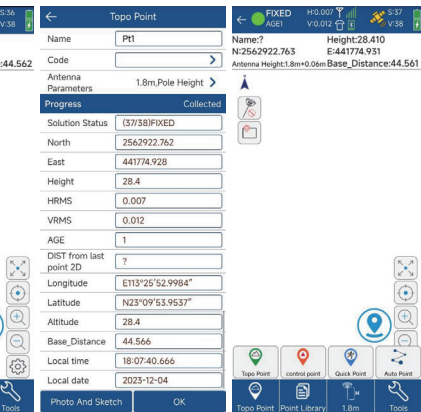 S:36
V:38
:44.562
Tools
Topo Point
Name Pt1
Code
Antenna
Parameters 1.8m,Pole Height
Progress Collected
Solution Status (37/38)FIXED
North 2562922.762
East 441774.928
Height 28.4
HRMS 0.007
VRMS 0.012
AGE 1
DIST from last
point 2D ?
Longitude E113°25'52.9984"
Latitude N23°09'53.9537"
Altitude 28.4
Base_Distance 44.566
Local time 18:07:40.666
Local date 2023-12-04
Photo And Sketch OK
FIXED H:0.007 S:37
AGE1 V:0.012 V:38
Name:? Height:28.410
N:2562922.763 E:441774.931
Antenna Height:1.8m+0.06m Base_Distance:44.561
Topo Point control point Quick Point Auto Point
Topo Point Point Library 1.8m Tools